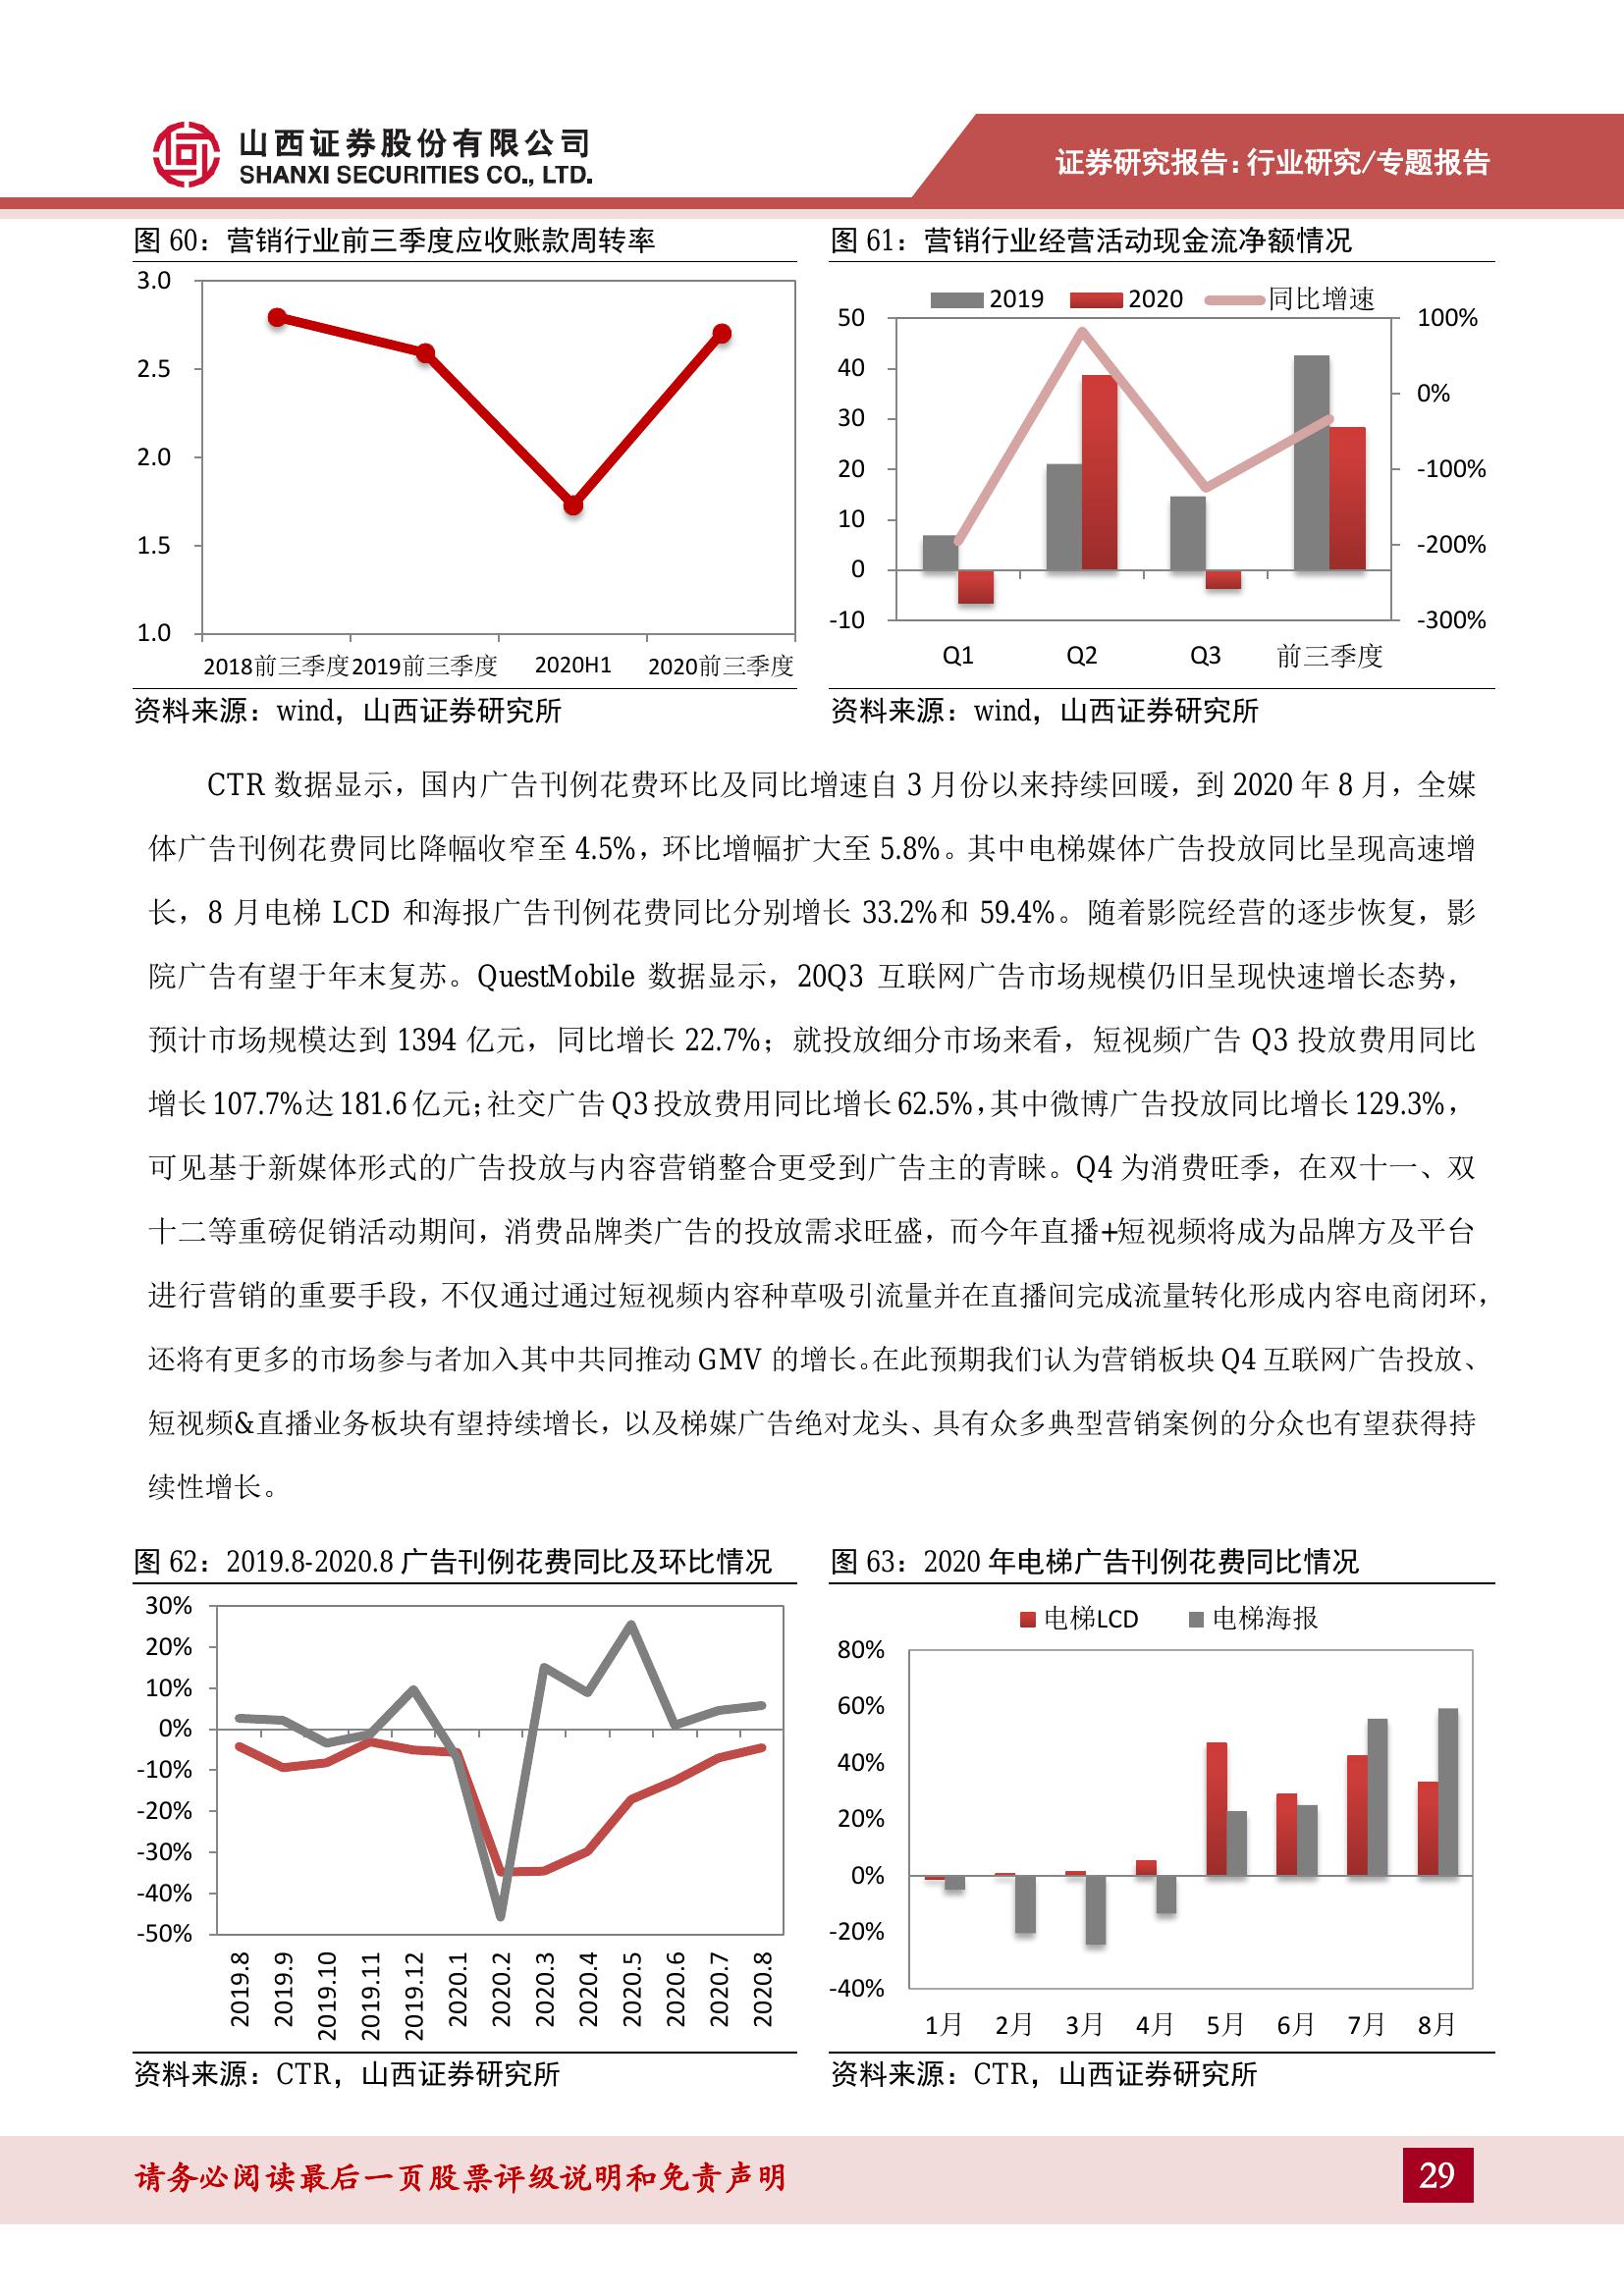 山西证券股份有限公司
SHANXI SECURITIES CO., LTD.
证券研究报告:行业研究/专题报告
图 60：营销行业前三季度应收账款周转率
3.0
2.5
2.0
1.5
1.0
2018前三季度 2019前三季度 2020H1 2020前三季度
资料来源：wind，山西证券研究所
图 61：营销行业经营活动现金流净额情况
2019 2020 同比增速
50
40
30
20
10
0
-10
100%
0%
-100%
-200%
-300%
Q1 Q2 Q3 前三季度
资料来源：wind，山西证券研究所
CTR 数据显示，国内广告刊例花费环比及同比增速自 3 月份以来持续回暖，到 2020 年 8 月，全媒
体广告刊例花费同比降幅收窄至 4.5%，环比增幅扩大至 5.8%。其中电梯媒体广告投放同比呈现高速增
长，8 月电梯 LCD 和海报广告刊例花费同比分别增长 33.2%和 59.4%。随着影院经营的逐步恢复，影
院广告有望于年末复苏。QuestMobile 数据显示，20Q3 互联网广告市场规模仍旧呈现快速增长态势，
预计市场规模达到 1394 亿元，同比增长 22.7%；就投放细分市场来看，短视频广告 Q3 投放费用同比
增长 107.7%达 181.6 亿元；社交广告 Q3 投放费用同比增长 62.5%，其中微博广告投放同比增长 129.3%，
可见基于新媒体形式的广告投放与内容营销整合更受到广告主的青睐。Q4 为消费旺季，在双十一、双
十二等重磅促销活动期间，消费品牌类广告的投放需求旺盛，而今年直播+短视频将成为品牌方及平台
进行营销的重要手段，不仅通过通过短视频内容种草吸引流量并在直播间完成流量转化形成内容电商闭环，
还将有更多的市场参与者加入其中共同推动 GMV 的增长。在此预期我们认为营销板块 Q4 互联网广告投放、
短视频&直播业务板块有望持续增长，以及梯媒广告绝对龙头、具有众多典型营销案例的分众也有望获得持
续性增长。
图 62：2019.8-2020.8 广告刊例花费同比及环比情况
30%
20%
10%
0%
-10%
-20%
-30%
-40%
-50%
2019.8 2019.9 2019.10 2019.11 2019.12 2020.1 2020.2 2020.3 2020.4 2020.5 2020.6 2020.7 2020.8
资料来源：CTR，山西证券研究所
图 63：2020 年电梯广告刊例花费同比情况
电梯LCD 电梯海报
80%
60%
40%
20%
0%
-20%
-40%
1月 2月 3月 4月 5月 6月 7月 8月
资料来源：CTR，山西证券研究所
请务必阅读最后一页股票评级说明和免责声明
29